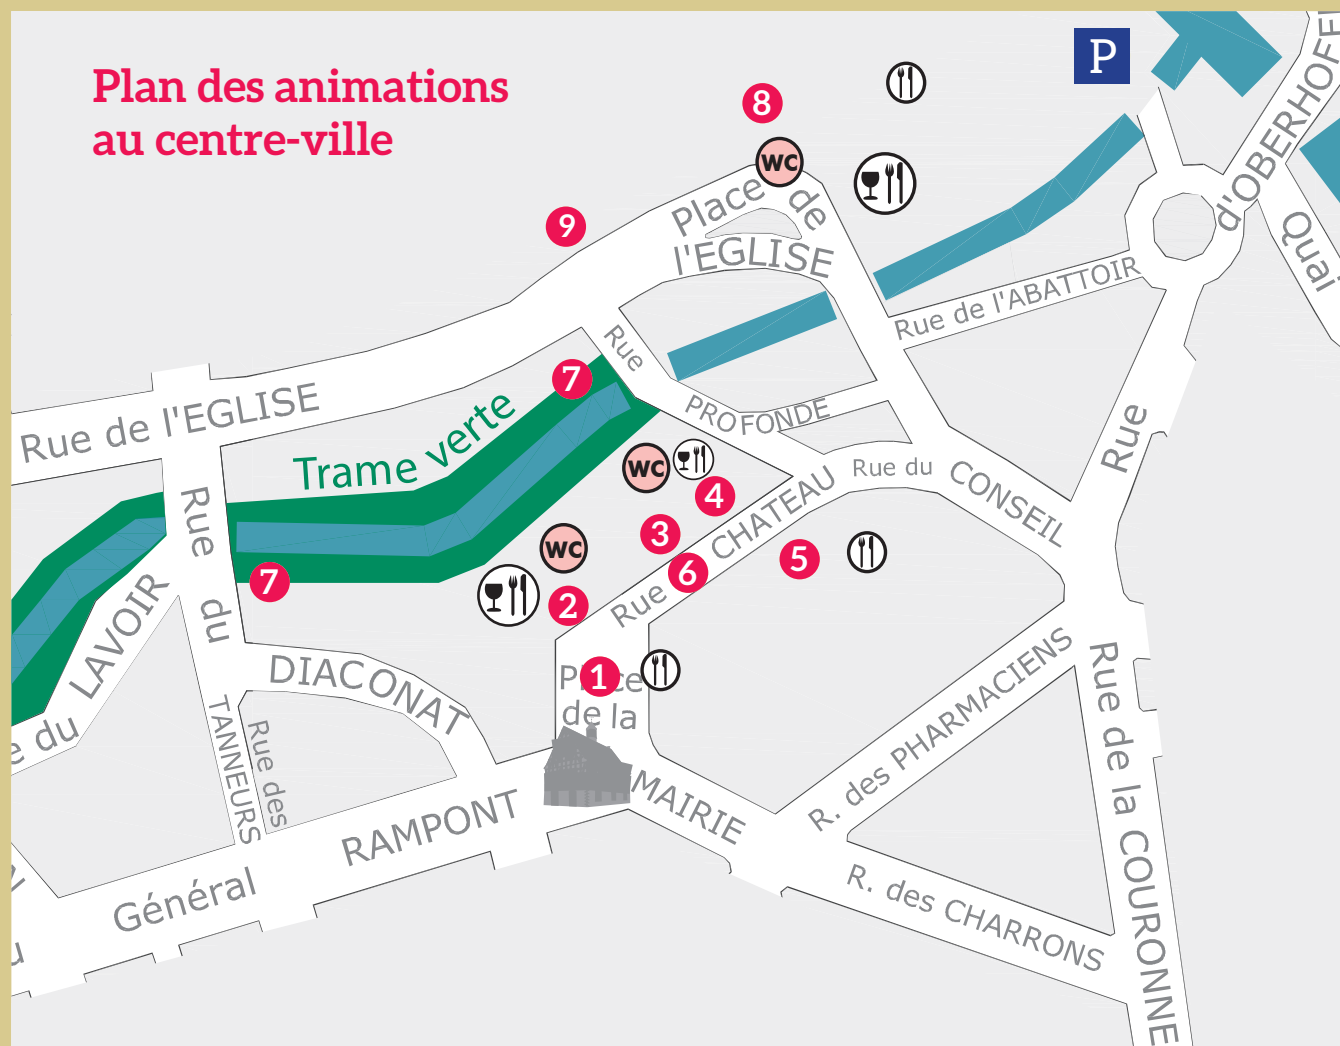 Plan des animations
au centre-ville
P
8
WC
9
Place
de
l'EGLISE
d'OBERHOFF
Quai
Rue de l'ABATTOIR
Rue
PROFONDE
7
Trame verte
Rue de l'EGLISE
WC
4
3
Rue du
CONSEIL
Rue
Rue CHATEAU
6
5
WC
2
7
Rue du
LAVOIR
e du
DIACONAT
1
Place
de la
MAIRIE
TANNEURS
Rue des
Général
RAMPONT
R. des PHARMACIENS
R. des CHARRONS
Rue de la COURONNE